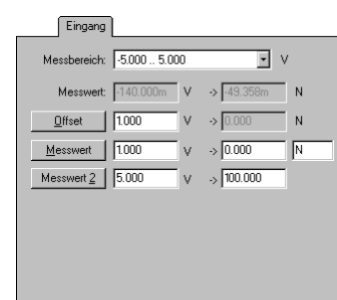 Eingang
Messbereich: -5.000 .. 5.000 V
Messwert: -140.000m V -> -49.358m N
Offset 1.000 V -> 0.000 N
Messwert 1.000 V -> 0.000 N
Messwert 2 5.000 V -> 100.000